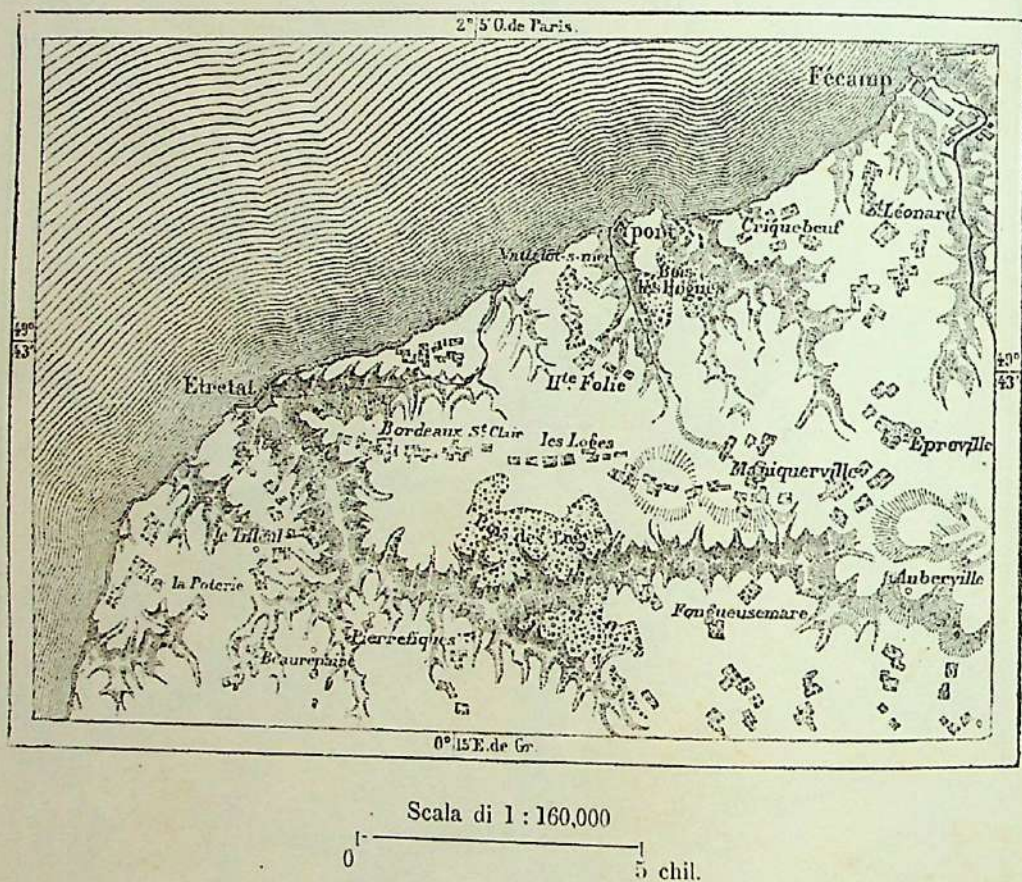 2° 5' O. de Paris.
Fécamp
St Léonard
Criquebeuf
pont
Vattetot-s-mer
Bois
les Hogues
49°
43'
49°
43'
Etretat
Hte Folie
Bordeaux St Clair
les Loges
Epreville
Maniquerville
Bois des Loges
le Tilleul
la Poterie
Auberville
Fongueusemare
Pierrefiques
Beaurepaire
0° 15' E. de Gr.
Scala di 1 : 160,000
0
5 chil.